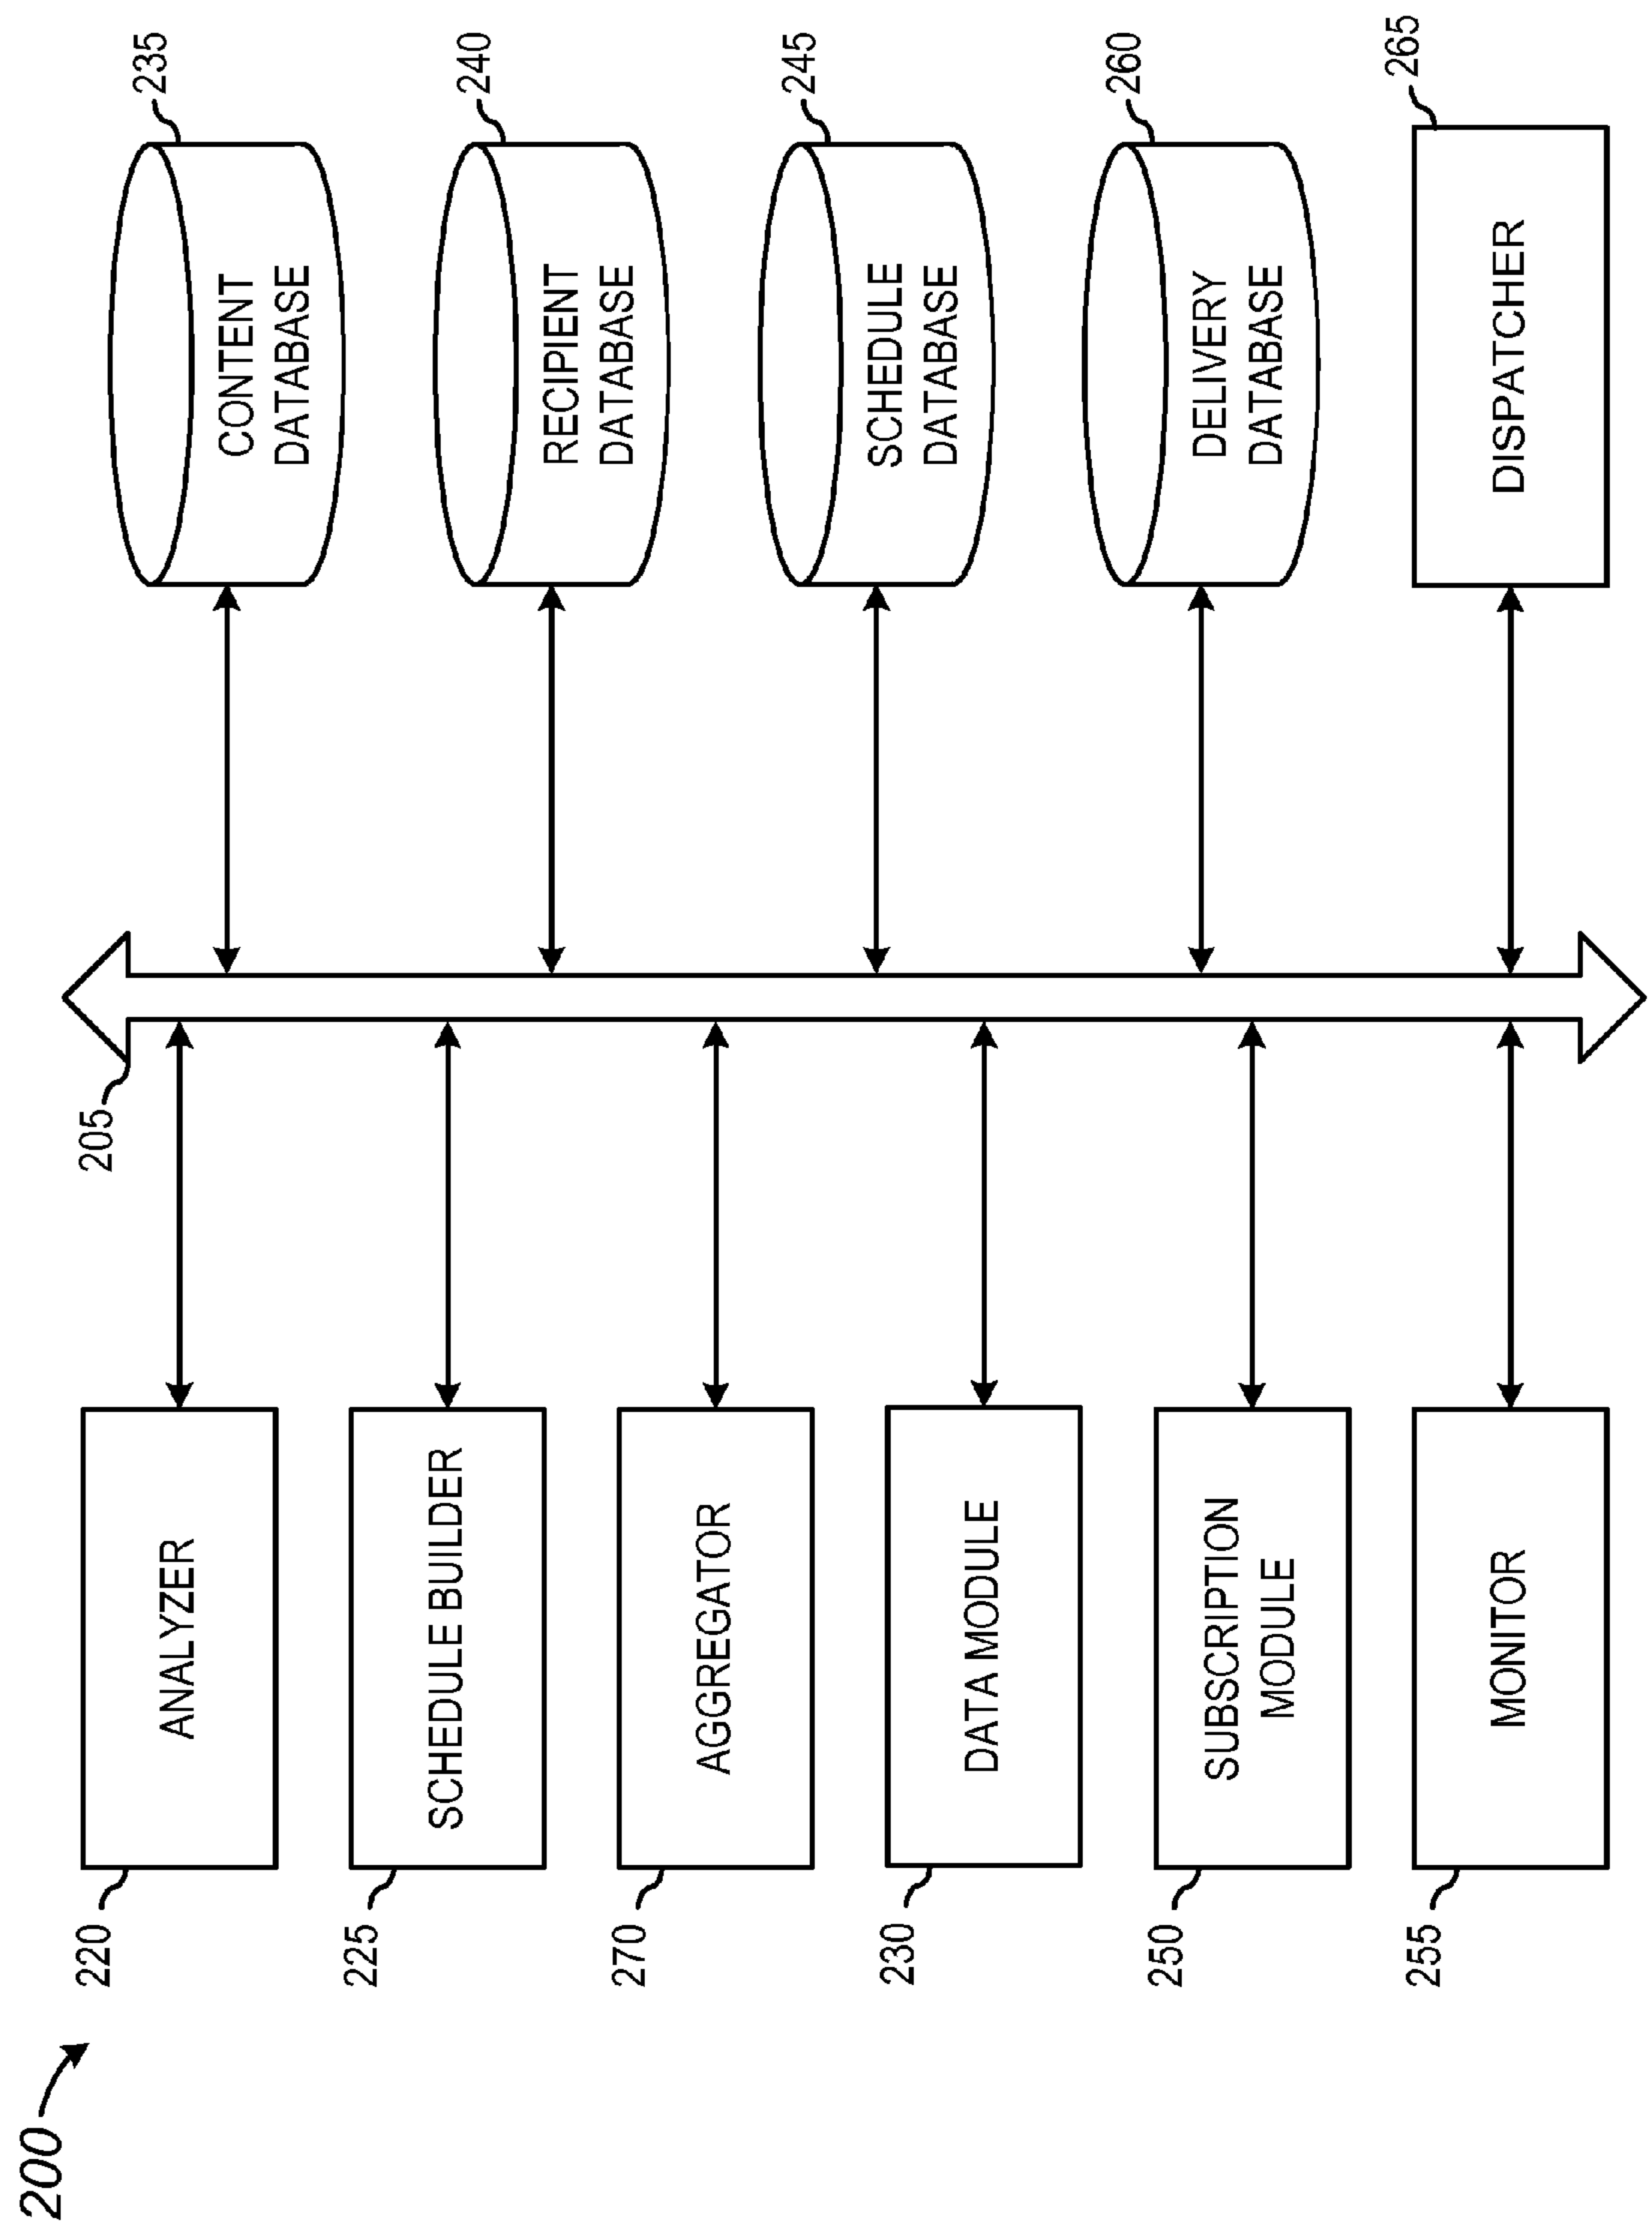 200
220
ANALYZER
225
SCHEDULE BUILDER
270
AGGREGATOR
230
DATA MODULE
250
SUBSCRIPTION
MODULE
255
MONITOR
205
235
CONTENT
DATABASE
240
RECIPIENT
DATABASE
245
SCHEDULE
DATABASE
260
DELIVERY
DATABASE
265
DISPATCHER